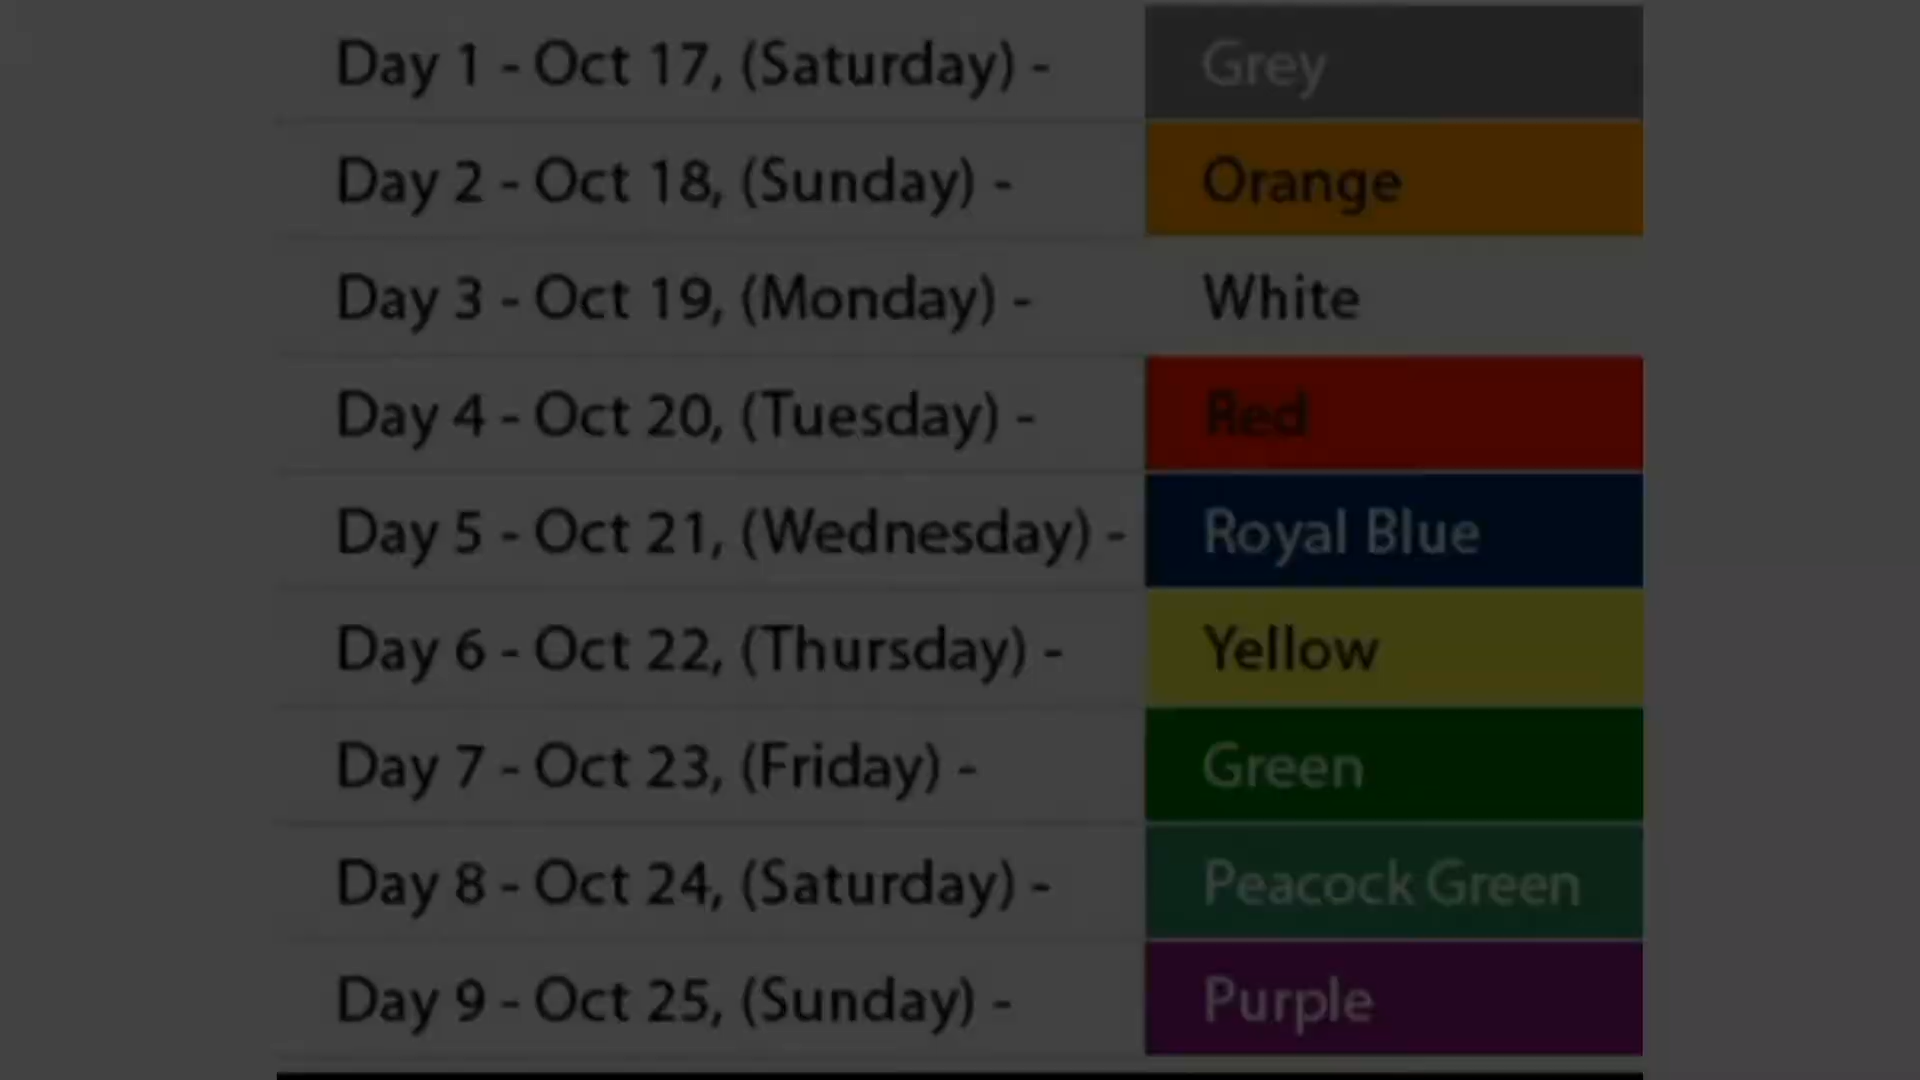 Day 1 - Oct 17, (Saturday) - Grey
Day 2 - Oct 18, (Sunday) - Orange
Day 3 - Oct 19, (Monday) - White
Day 4 - Oct 20, (Tuesday) - Red
Day 5 - Oct 21, (Wednesday) - Royal Blue
Day 6 - Oct 22, (Thursday) - Yellow
Day 7 - Oct 23, (Friday) - Green
Day 8 - Oct 24, (Saturday) - Peacock Green
Day 9 - Oct 25, (Sunday) - Purple